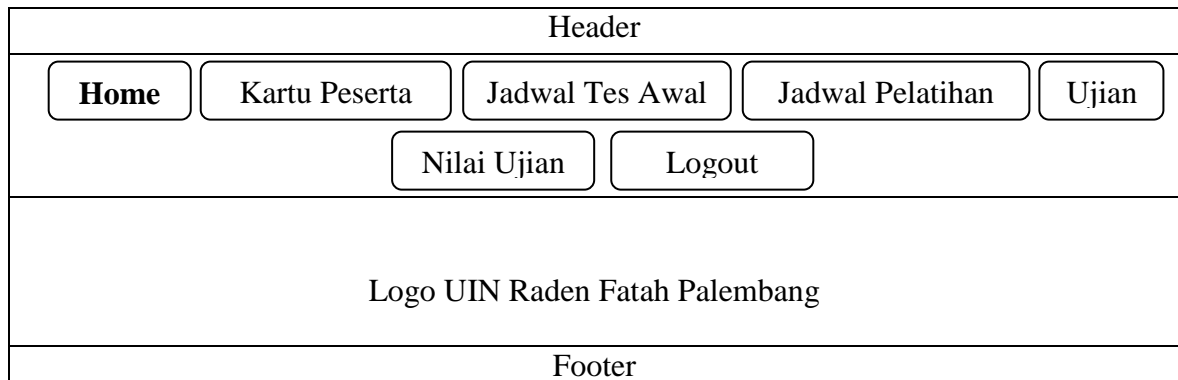 Header
Home Kartu Peserta Jadwal Tes Awal Jadwal Pelatihan Ujian
Nilai Ujian Logout
Logo UIN Raden Fatah Palembang
Footer